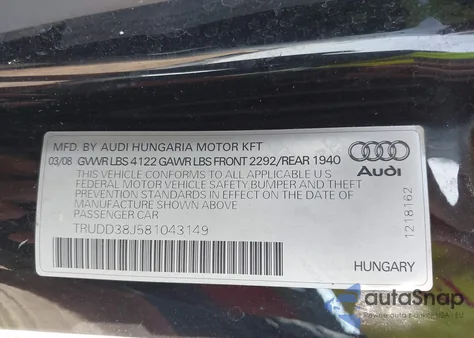 MFD. BY AUDI HUNGARIA MOTOR KFT
03/08 GVWR LBS 4122 GAWR LBS FRONT 2292/REAR 1940
THIS VEHICLE CONFORMS TO ALL APPLICABLE U.S
FEDERAL MOTOR VEHICLE SAFETY BUMPER AND THEFT
PREVENTION STANDARDS IN EFFECT ON THE DATE OF
MANUFACTURE SHOWN ABOVE
PASSENGER CAR
TRUDD38J581043149
Audi
1218162
HUNGARY
autoSnap